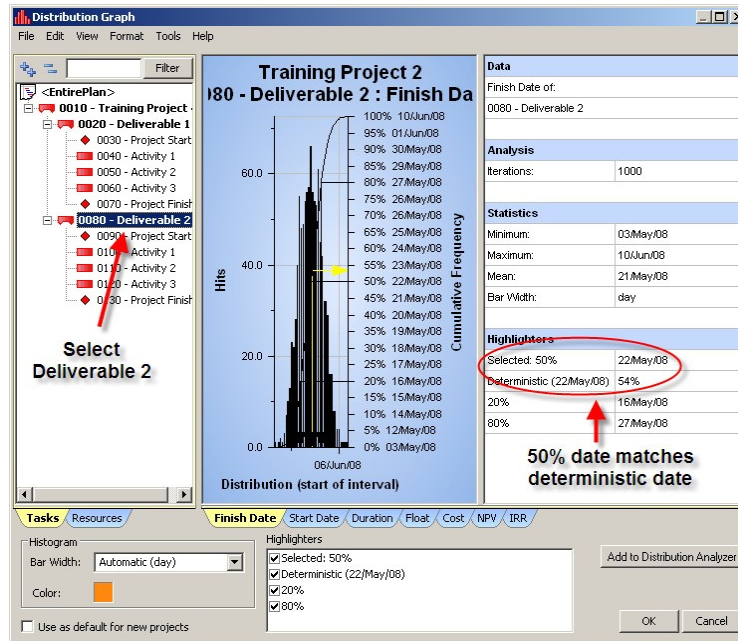 Distribution Graph
File Edit View Format Tools Help
Filter
<EntirePlan>
0010 - Training Project
0020 - Deliverable 1
0030 - Project Start
0040 - Activity 1
0050 - Activity 2
0060 - Activity 3
0070 - Project Finish
0080 - Deliverable 2
0090 - Project Start
Activity 1
Activity 2
Activity 3
Project Finish
Select
Deliverable 2
Tasks Resources
Training Project 2
080 - Deliverable 2 : Finish Da
Hits
60.0
40.0
20.0
0.0
100% 10/Jun/08
95% 01/Jun/08
90% 30/May/08
85% 29/May/08
80% 27/May/08
75% 26/May/08
70% 26/May/08
65% 25/May/08
60% 24/May/08
55% 23/May/08
50% 22/May/08
45% 21/May/08
40% 20/May/08
35% 19/May/08
30% 18/May/08
25% 17/May/08
20% 16/May/08
15% 15/May/08
10% 14/May/08
5% 12/May/08
0% 03/May/08
Cumulative Frequency
06/Jun/08
Distribution (start of interval)
Finish Date Start Date Duration Float Cost NPV IRR
Data
Finish Date of:
0080 - Deliverable 2
Analysis
Iterations: 1000
Statistics
Minimum: 03/May/08
Maximum: 10/Jun/08
Mean: 21/May/08
Bar Width: day
Highlighters
Selected: 50% 22/May/08
Deterministic (22/May/08) 54%
20% 16/May/08
80% 27/May/08
50% date matches
deterministic date
Histogram
Bar Width: Automatic (day)
Color:
Use as default for new projects
Highlighters
Selected: 50%
Deterministic (22/May/08)
20%
80%
Add to Distribution Analyzer
OK Cancel